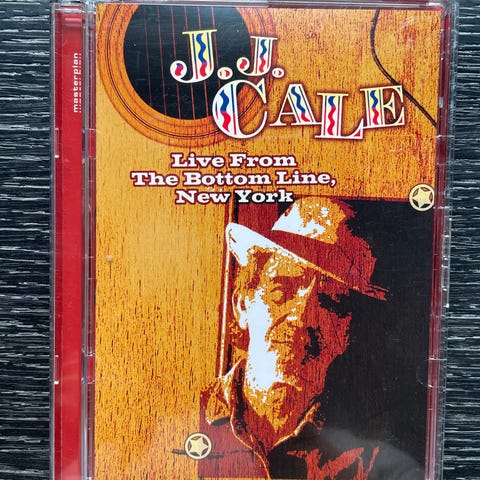 J.J.
CALE
Live From
The Bottom Line,
New York
masterplan